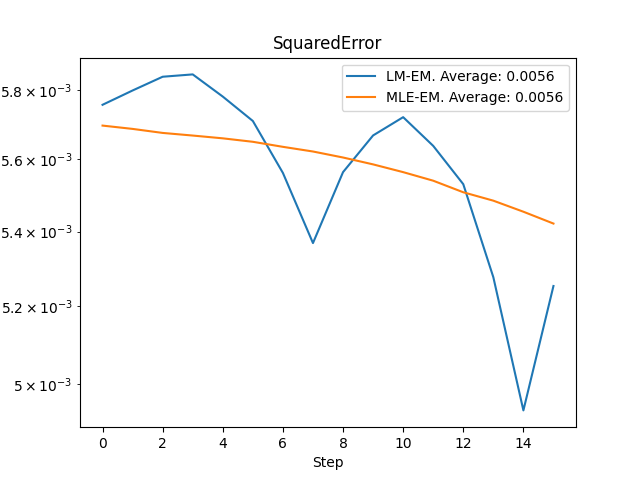 SquaredError
LM-EM. Average: 0.0056
MLE-EM. Average: 0.0056
5.8 × 10⁻³
5.6 × 10⁻³
5.4 × 10⁻³
5.2 × 10⁻³
5 × 10⁻³
0 2 4 6 8 10 12 14
Step